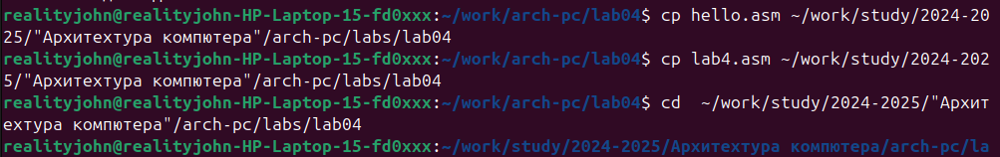 realityjohn@realityjohn-HP-Laptop-15-fd0xxx:~/work/arch-pc/lab04$ cp hello.asm ~/work/study/2024-20
25/"Архитехтура компютера"/arch-pc/labs/lab04
realityjohn@realityjohn-HP-Laptop-15-fd0xxx:~/work/arch-pc/lab04$ cp lab4.asm ~/work/study/2024-202
5/"Архитехтура компютера"/arch-pc/labs/lab04
realityjohn@realityjohn-HP-Laptop-15-fd0xxx:~/work/arch-pc/lab04$ cd  ~/work/study/2024-2025/"Архит
ехтура компютера"/arch-pc/labs/lab04
realityjohn@realityjohn-HP-Laptop-15-fd0xxx:~/work/study/2024-2025/Архитехтура компютера/arch-pc/la